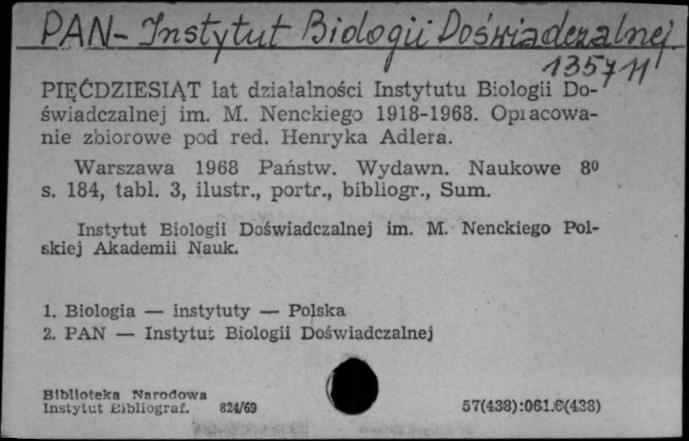 PAN - Instytut Biologii Doświadczalnej
135711
PIĘĆDZIESIĄT lat działalności Instytutu Biologii Do-
świadczalnej im. M. Nenckiego 1918-1968. Opracowa-
nie zbiorowe pod red. Henryka Adlera.
Warszawa 1968 Państw. Wydawn. Naukowe 8º
s. 184, tabl. 3, ilustr., portr., bibliogr., Sum.
Instytut Biologii Doświadczalnej im. M. Nenckiego Pol-
skiej Akademii Nauk.
1. Biologia — instytuty — Polska
2. PAN — Instytut Biologii Doświadczalnej
Biblioteka Narodowa
Instytut Bibliograf. 824/69
57(438):061.6(438)